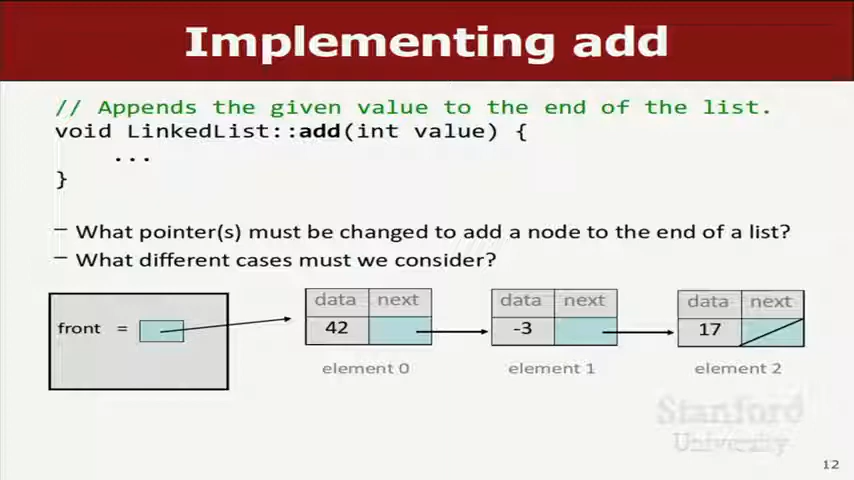 Implementing add
// Appends the given value to the end of the list.
void LinkedList::add(int value) {
...
}
– What pointer(s) must be changed to add a node to the end of a list?
– What different cases must we consider?
data next data next data next
front = 42 -3 17
element 0 element 1 element 2
Stanford
University
12